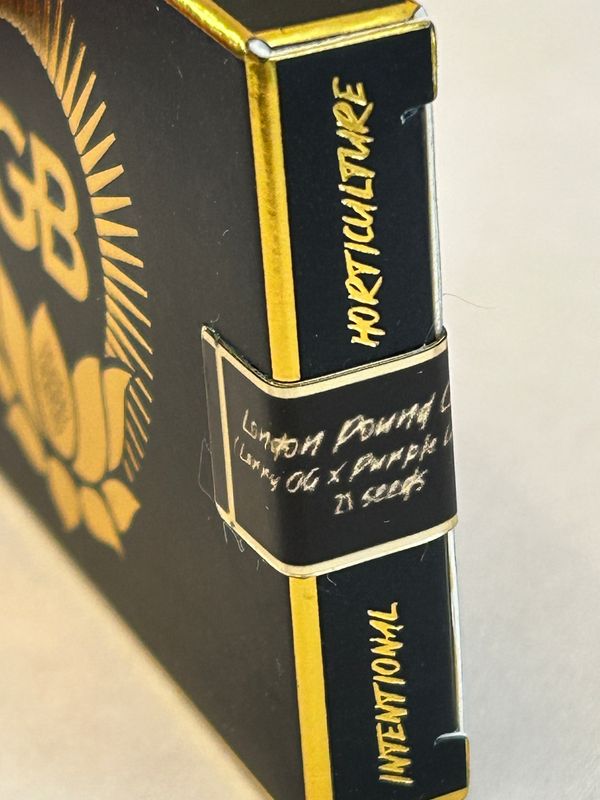 GB
HORTICULTURE
London Pound
(Larry OG x Purple
21 seeds
INTENTIONAL